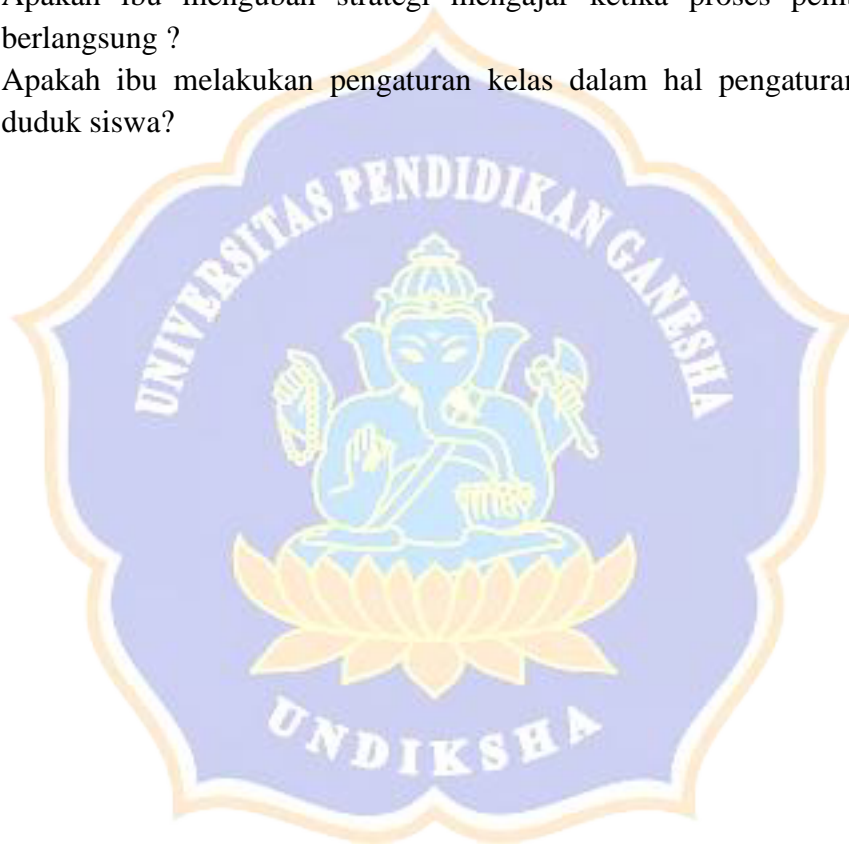 Apakah ibu mengubah strategi mengajar ketika proses
berlangsung ?
Apakah ibu melakukan pengaturan kelas dalam hal pengaturan
duduk siswa?
UNIVERSITAS PENDIDIKAN GANESHA
UNDIKSHA